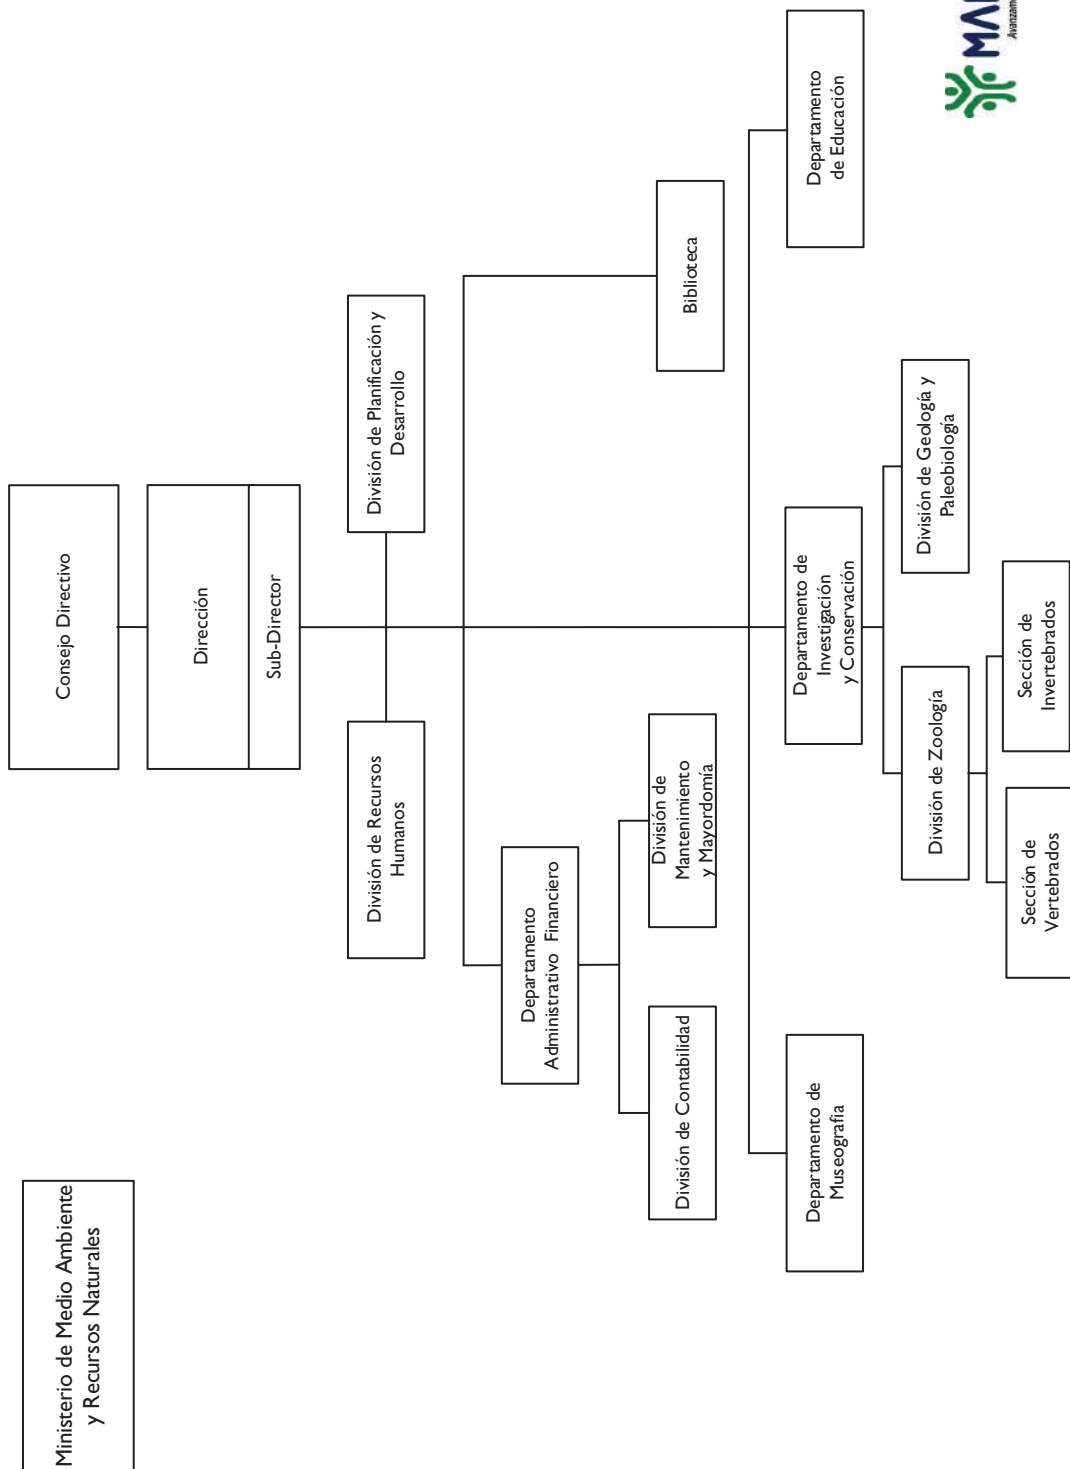 Ministerio de Medio Ambiente
y Recursos Naturales
Consejo Directivo
Dirección
Sub-Director
División de Recursos
Humanos
División de Planificación y
Desarrollo
Departamento
Administrativo Financiero
División de Contabilidad
División de
Mantenimiento
y Mayordomía
Biblioteca
Departamento de
Museografia
Departamento de
Investigación
y Conservación
Departamento
de Educación
División de Zoología
División de Geología y
Paleobiología
Sección de
Vertebrados
Sección de
Invertebrados